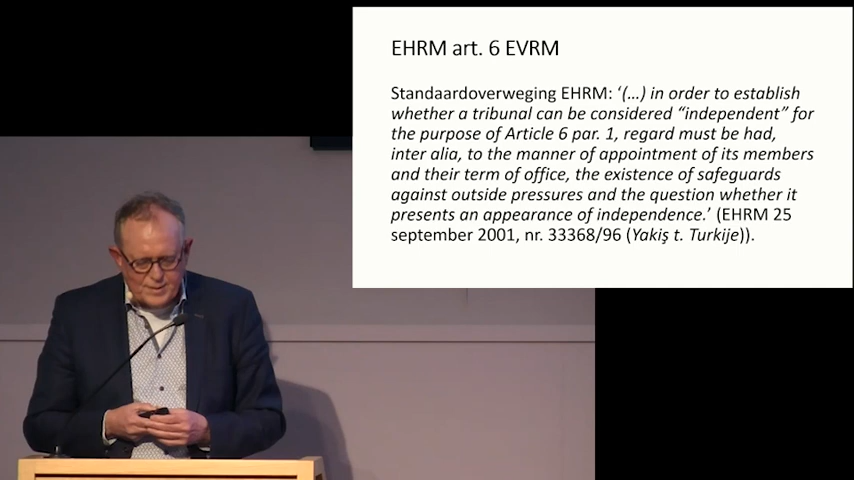 EHRM art. 6 EVRM
Standaardoverweging EHRM: ‘(...) in order to establish
whether a tribunal can be considered “independent” for
the purpose of Article 6 par. 1, regard must be had,
inter alia, to the manner of appointment of its members
and their term of office, the existence of safeguards
against outside pressures and the question whether it
presents an appearance of independence.’ (EHRM 25
september 2001, nr. 33368/96 (Yakiş t. Turkije)).